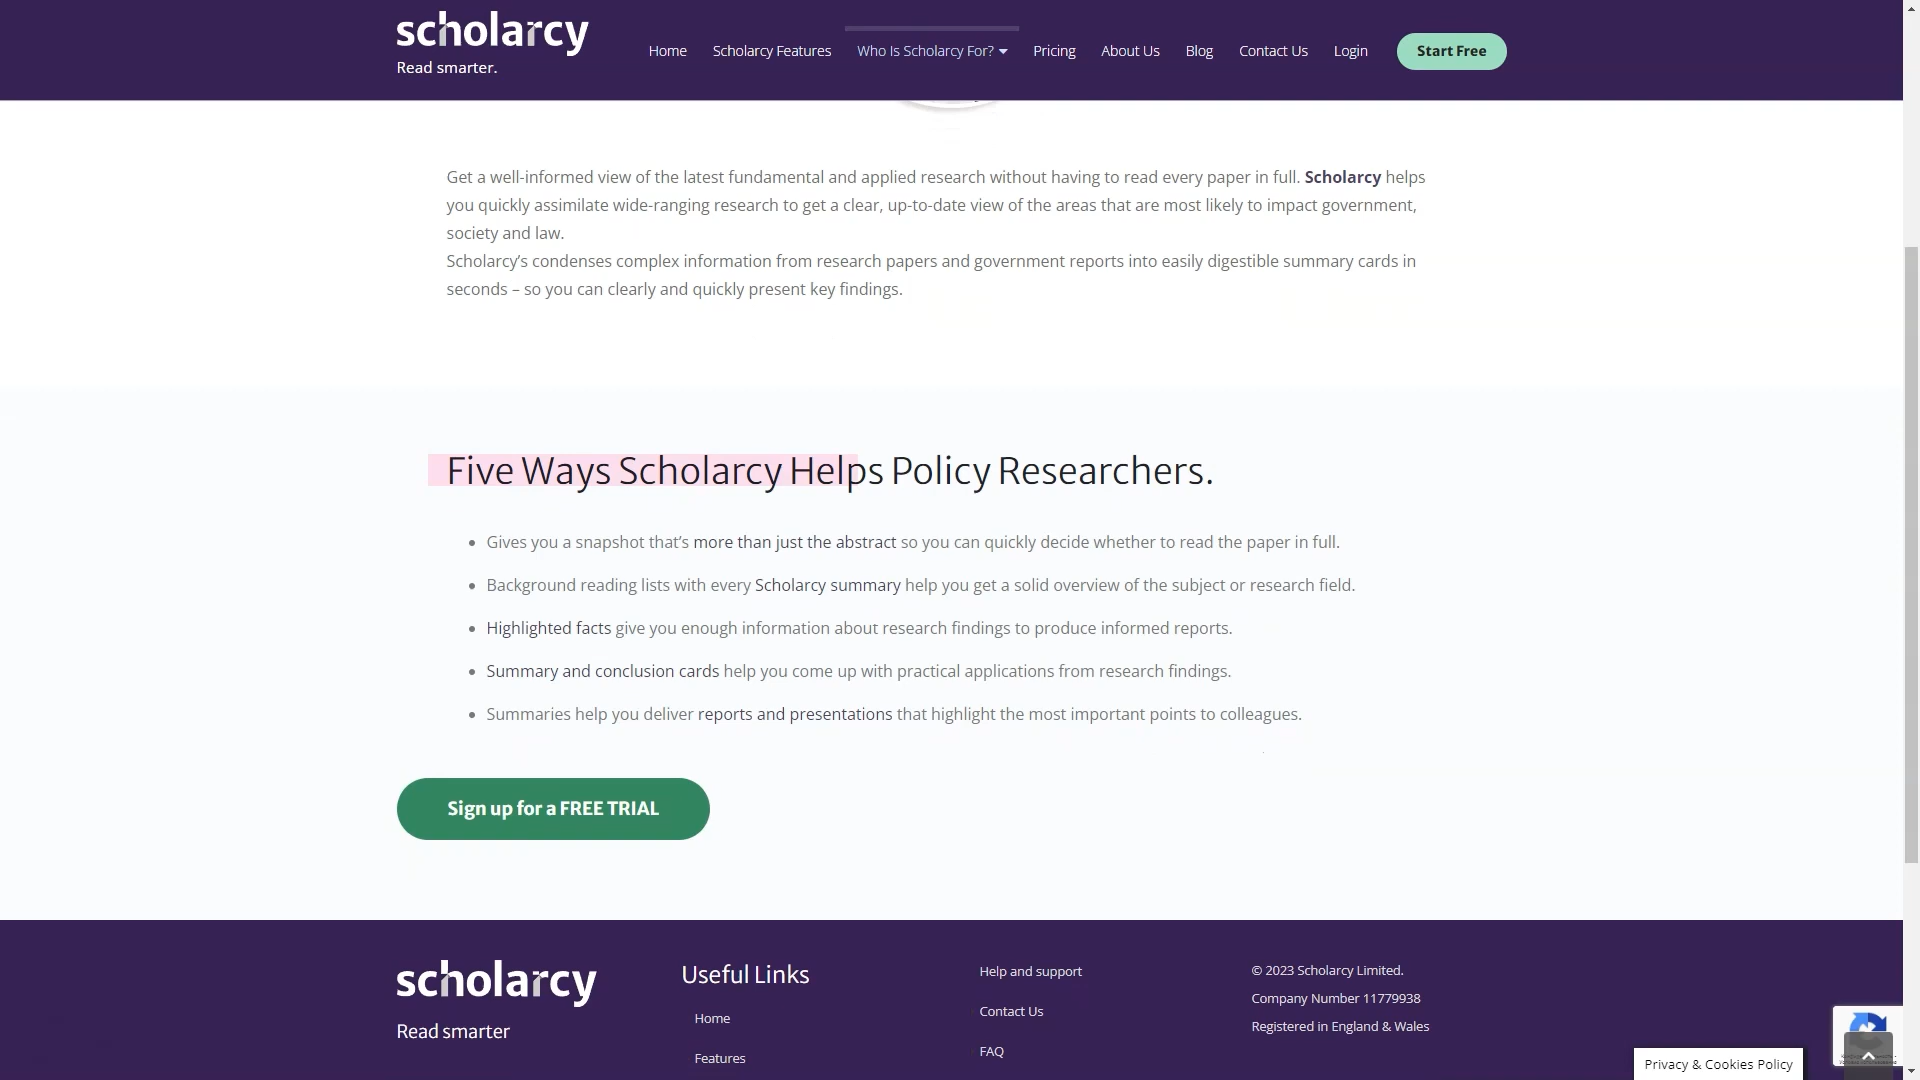 scholarcy
Read smarter.
Home
Scholarcy Features
Who Is Scholarcy For?
Pricing
About Us
Blog
Contact Us
Login
Start Free
Get a well-informed view of the latest fundamental and applied research without having to read every paper in full. Scholarcy helps
you quickly assimilate wide-ranging research to get a clear, up-to-date view of the areas that are most likely to impact government,
society and law.
Scholarcy’s condenses complex information from research papers and government reports into easily digestible summary cards in
seconds – so you can clearly and quickly present key findings.
Five Ways Scholarcy Helps Policy Researchers.
• Gives you a snapshot that’s more than just the abstract so you can quickly decide whether to read the paper in full.
• Background reading lists with every Scholarcy summary help you get a solid overview of the subject or research field.
• Highlighted facts give you enough information about research findings to produce informed reports.
• Summary and conclusion cards help you come up with practical applications from research findings.
• Summaries help you deliver reports and presentations that highlight the most important points to colleagues.
Sign up for a FREE TRIAL
scholarcy
Read smarter
Useful Links
Home
Features
Help and support
Contact Us
FAQ
© 2023 Scholarcy Limited.
Company Number 11779938
Registered in England & Wales
Privacy & Cookies Policy